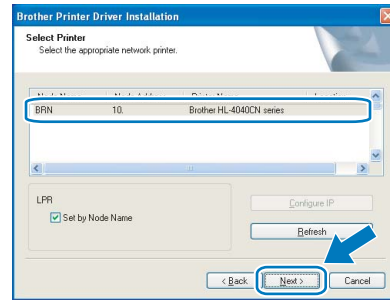 Brother Printer Driver Installation
Select Printer
Select the appropriate network printer.
BRN 10. Brother HL-4040CN series
LPR
Set by Node Name
Configure IP
Refresh
< Back Next > Cancel